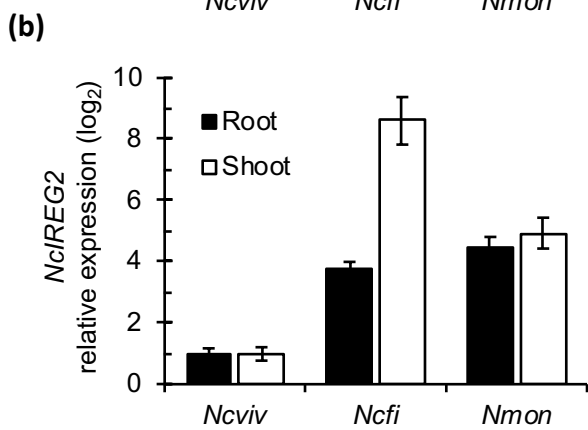 Ncviv Ncfi Nmon
(b)
NcIREG2
relative expression (log2)
10
8
6
4
2
0
Root
Shoot
Ncviv Ncfi Nmon